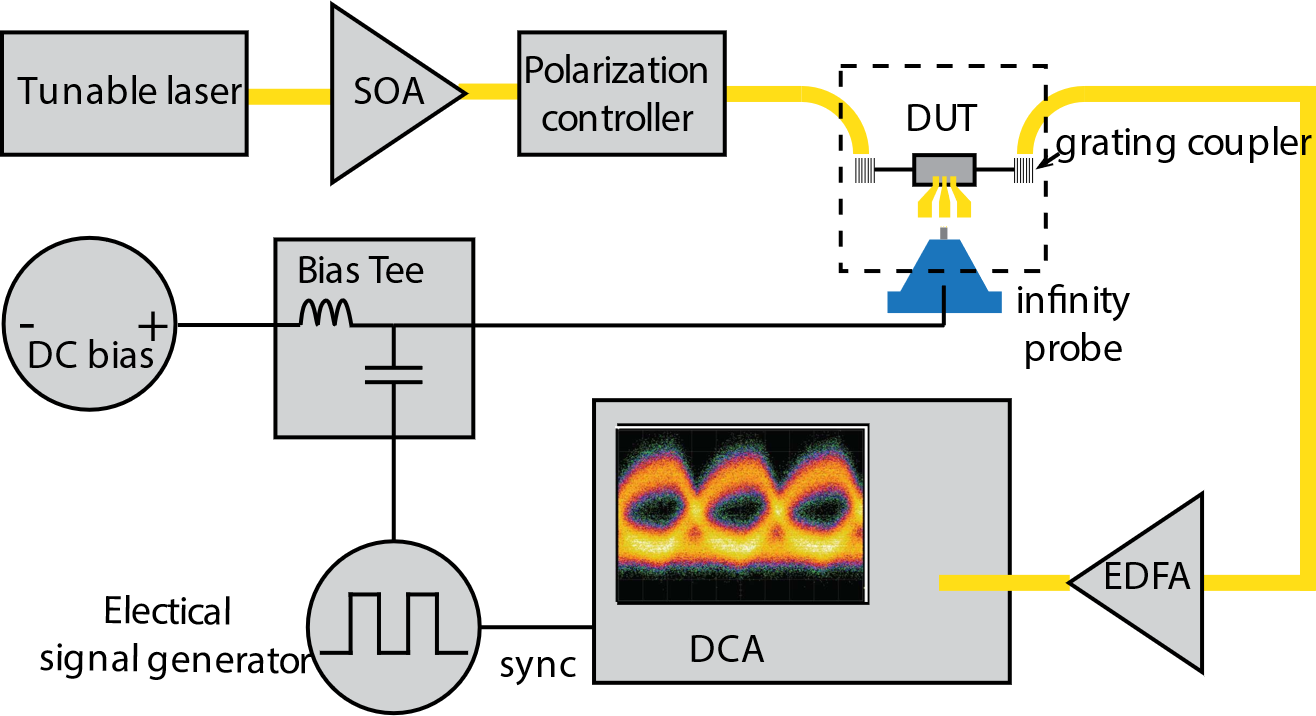 Tunable laser
SOA
Polarization
controller
DUT
grating coupler
Bias Tee
- +
DC bias
infinity
probe
EDFA
Electical
signal generator
sync
DCA